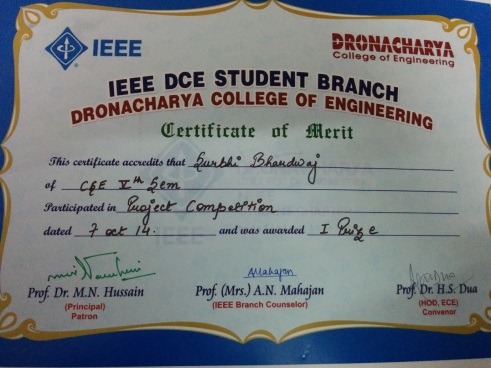 IEEE
DRONACHARYA
College of Engineering
IEEE DCE STUDENT BRANCH
DRONACHARYA COLLEGE OF ENGINEERING
Certificate of Merit
This certificate accredits that Surbhi Bhardwaj
of CSE Vth Sem
Participated in Project Competition
dated 7 oct 14. and was awarded I Prize
Mahajan
Prof. Dr. M.N. Hussain
(Principal)
Patron
Prof. (Mrs.) A.N. Mahajan
(IEEE Branch Counselor)
Prof. Dr. H.S. Dua
(HOD, ECE)
Convenor